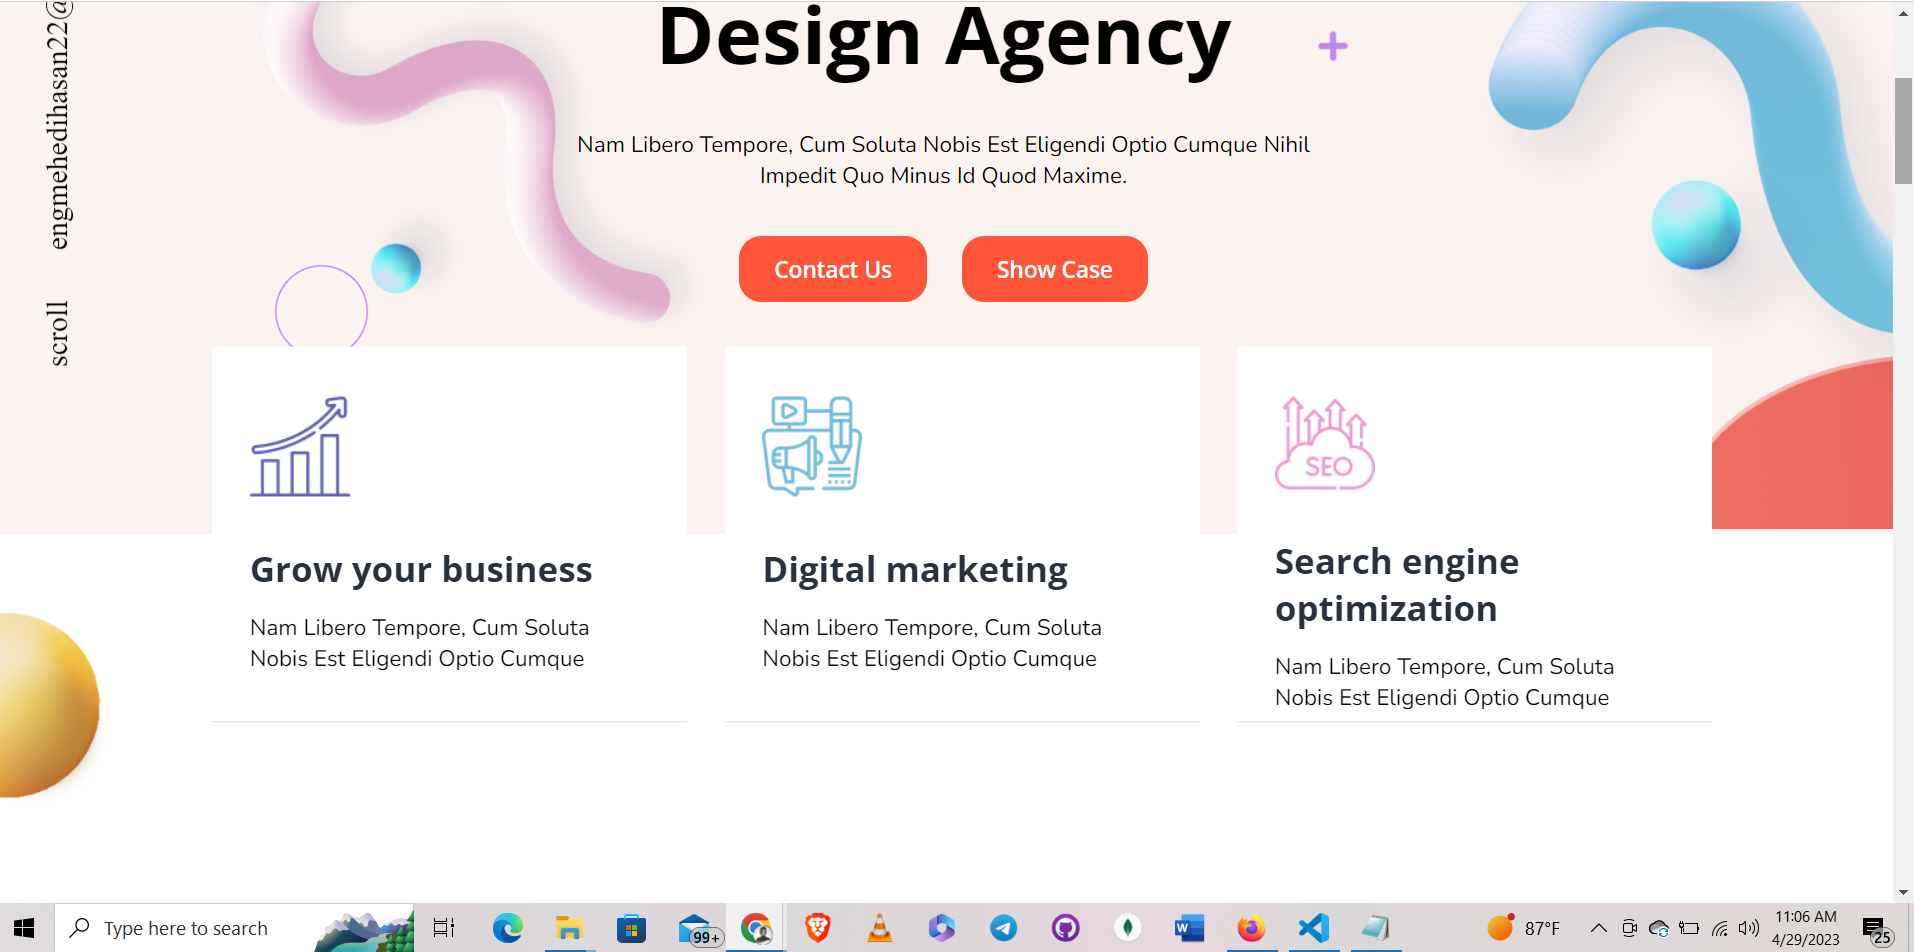 Design Agency
engmehedihasan22@
scroll
Nam Libero Tempore, Cum Soluta Nobis Est Eligendi Optio Cumque Nihil
Impedit Quo Minus Id Quod Maxime.
Contact Us
Show Case
SEO
Grow your business
Nam Libero Tempore, Cum Soluta
Nobis Est Eligendi Optio Cumque
Digital marketing
Nam Libero Tempore, Cum Soluta
Nobis Est Eligendi Optio Cumque
Search engine
optimization
Nam Libero Tempore, Cum Soluta
Nobis Est Eligendi Optio Cumque
Type here to search
99+
W
87°F
11:06 AM
4/29/2023
25